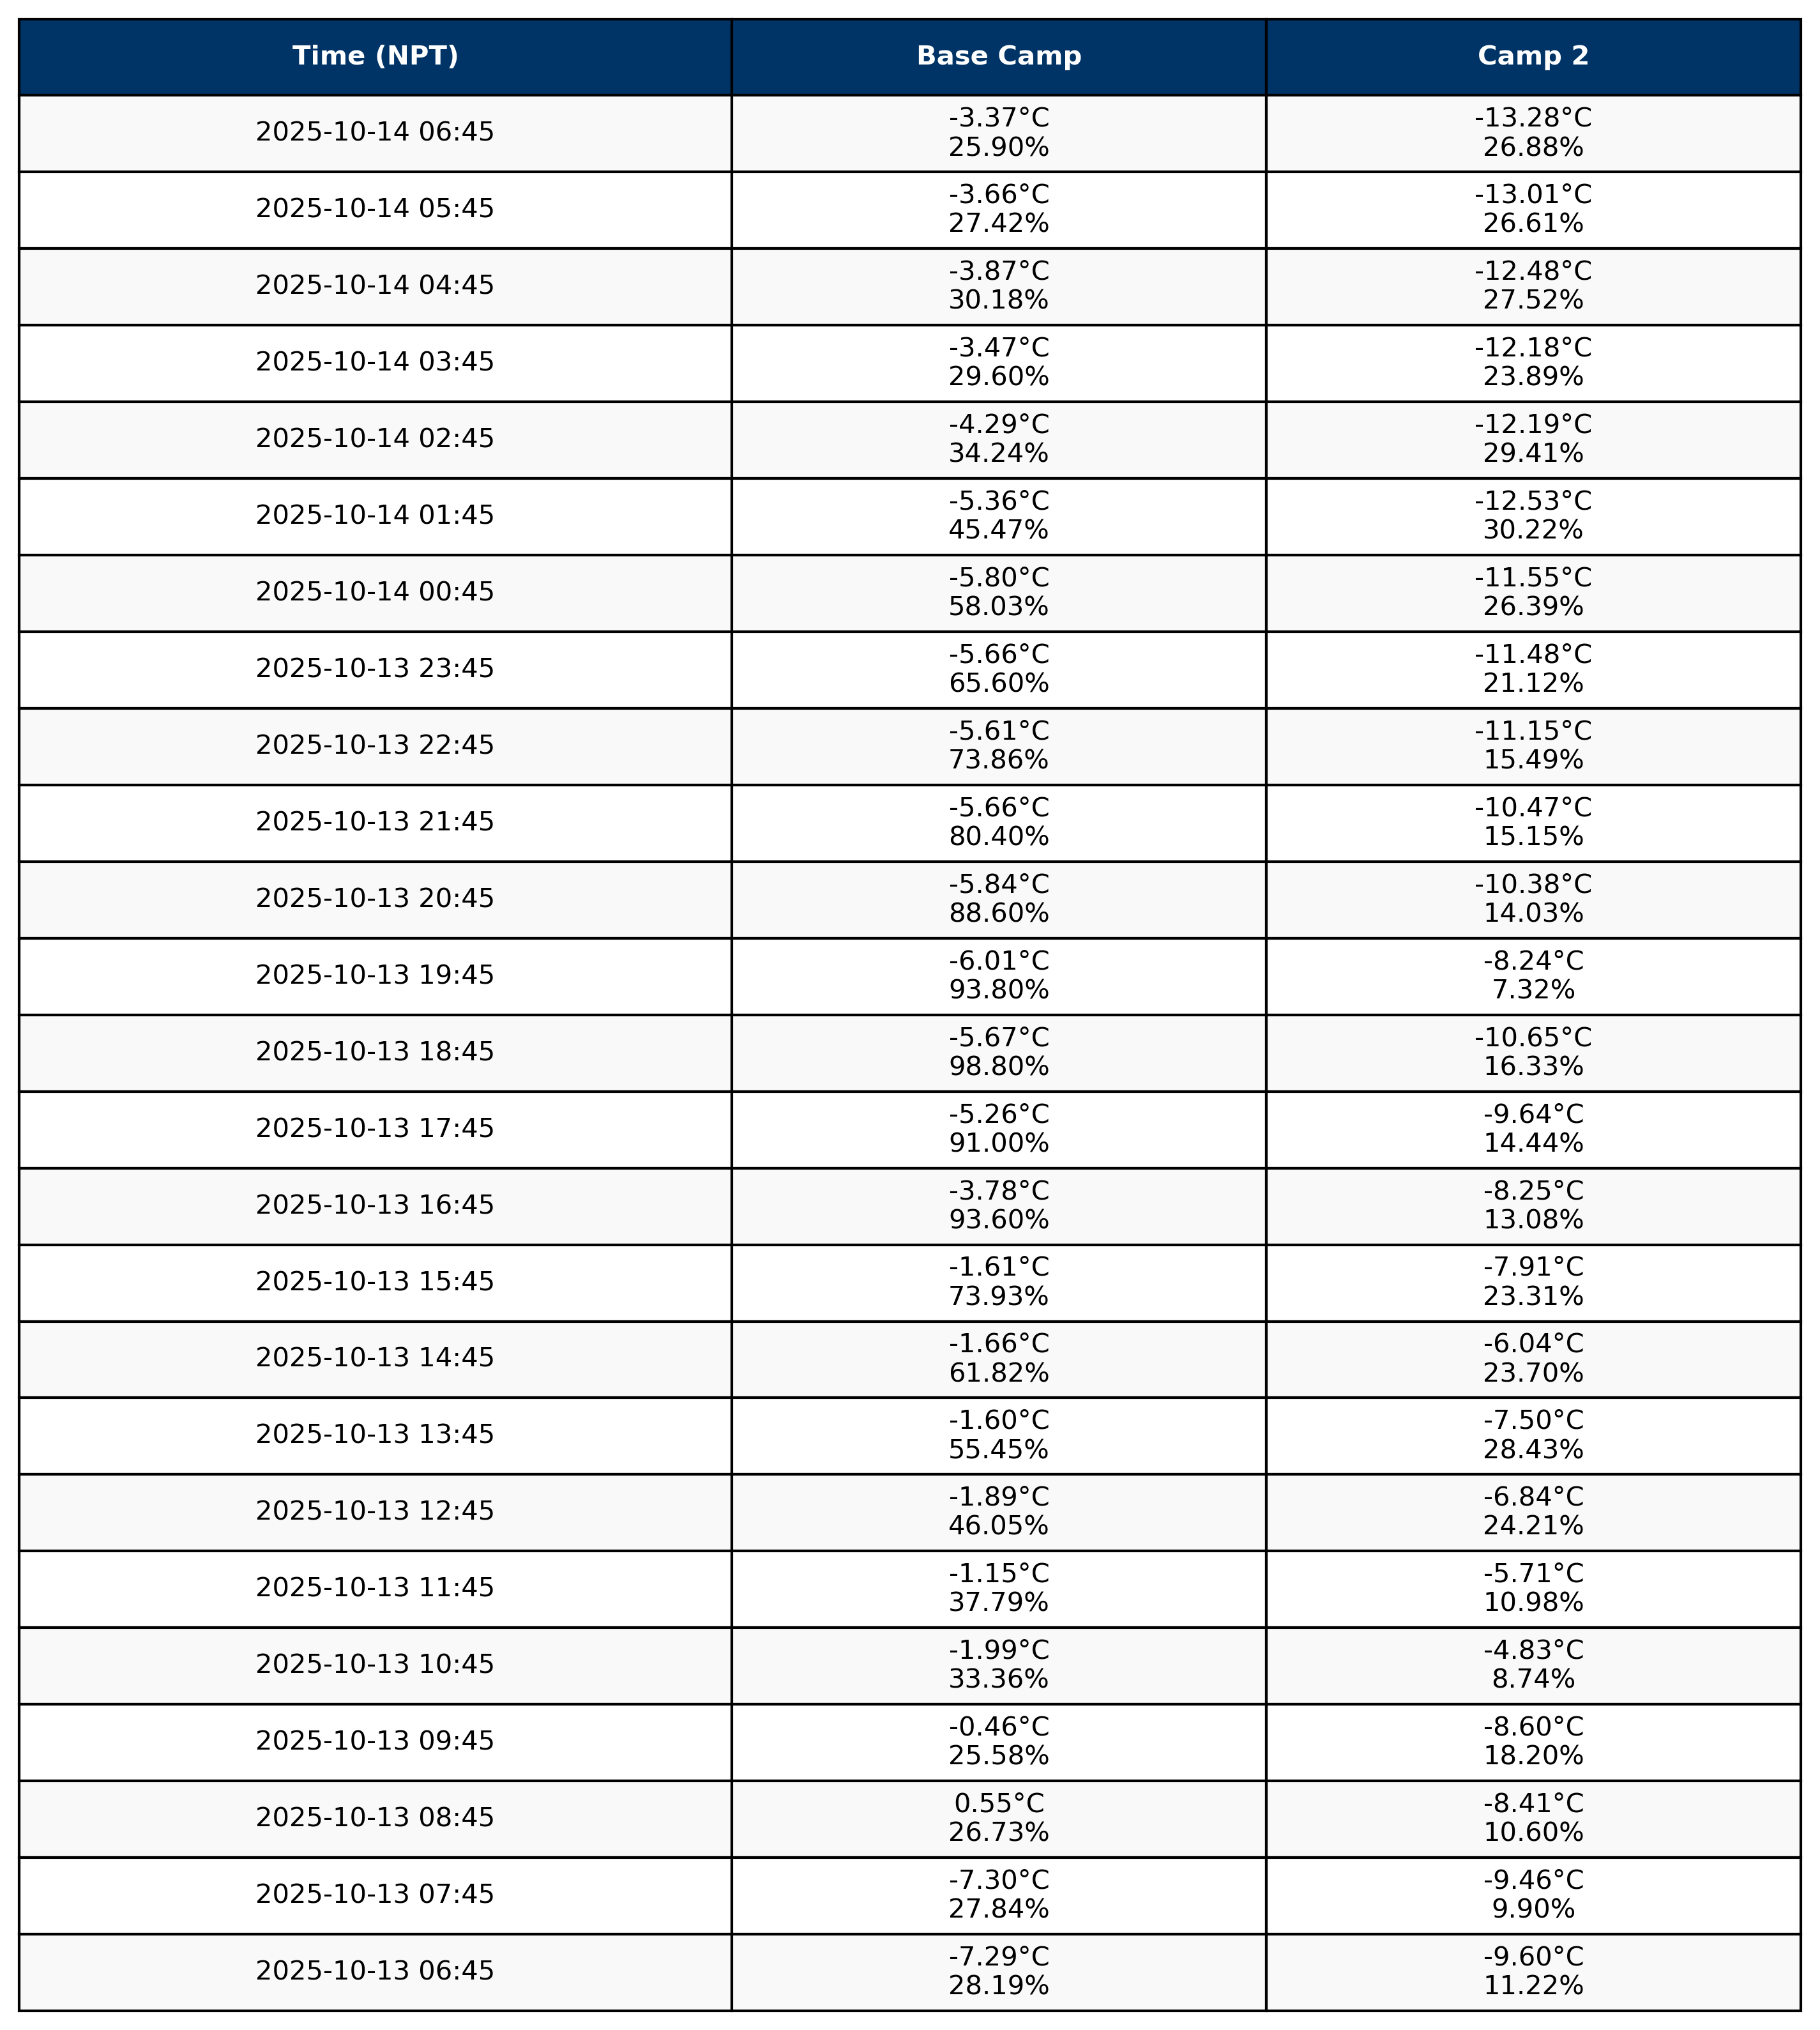 Time (NPT) Base Camp Camp 2
2025-10-14 06:45 -3.37°C -13.28°C
25.90% 26.88%
2025-10-14 05:45 -3.66°C -13.01°C
27.42% 26.61%
2025-10-14 04:45 -3.87°C -12.48°C
30.18% 27.52%
2025-10-14 03:45 -3.47°C -12.18°C
29.60% 23.89%
2025-10-14 02:45 -4.29°C -12.19°C
34.24% 29.41%
2025-10-14 01:45 -5.36°C -12.53°C
45.47% 30.22%
2025-10-14 00:45 -5.80°C -11.55°C
58.03% 26.39%
2025-10-13 23:45 -5.66°C -11.48°C
65.60% 21.12%
2025-10-13 22:45 -5.61°C -11.15°C
73.86% 15.49%
2025-10-13 21:45 -5.66°C -10.47°C
80.40% 15.15%
2025-10-13 20:45 -5.84°C -10.38°C
88.60% 14.03%
2025-10-13 19:45 -6.01°C -8.24°C
93.80% 7.32%
2025-10-13 18:45 -5.67°C -10.65°C
98.80% 16.33%
2025-10-13 17:45 -5.26°C -9.64°C
91.00% 14.44%
2025-10-13 16:45 -3.78°C -8.25°C
93.60% 13.08%
2025-10-13 15:45 -1.61°C -7.91°C
73.93% 23.31%
2025-10-13 14:45 -1.66°C -6.04°C
61.82% 23.70%
2025-10-13 13:45 -1.60°C -7.50°C
55.45% 28.43%
2025-10-13 12:45 -1.89°C -6.84°C
46.05% 24.21%
2025-10-13 11:45 -1.15°C -5.71°C
37.79% 10.98%
2025-10-13 10:45 -1.99°C -4.83°C
33.36% 8.74%
2025-10-13 09:45 -0.46°C -8.60°C
25.58% 18.20%
2025-10-13 08:45 0.55°C -8.41°C
26.73% 10.60%
2025-10-13 07:45 -7.30°C -9.46°C
27.84% 9.90%
2025-10-13 06:45 -7.29°C -9.60°C
28.19% 11.22%